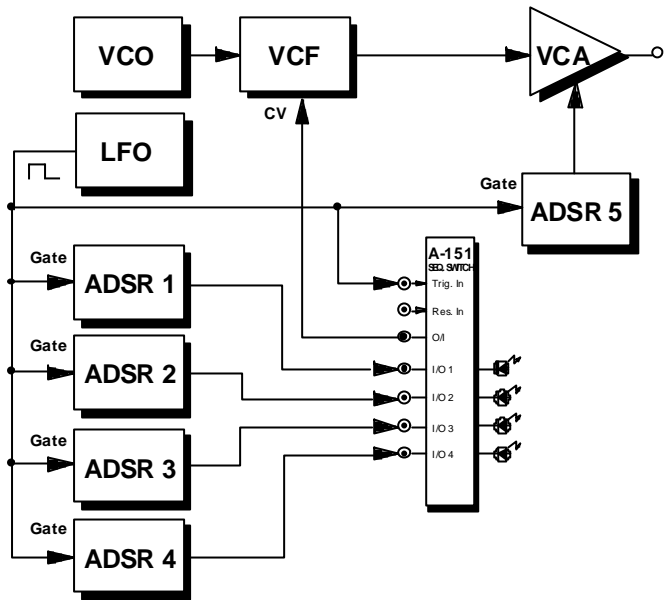 VCO
VCF
VCA
CV
LFO
Gate
ADSR 5
A-151
SEQ. SWITCH
Trig. In
Res. In
O/I
I/O 1
I/O 2
I/O 3
I/O 4
Gate
ADSR 1
Gate
ADSR 2
Gate
ADSR 3
Gate
ADSR 4